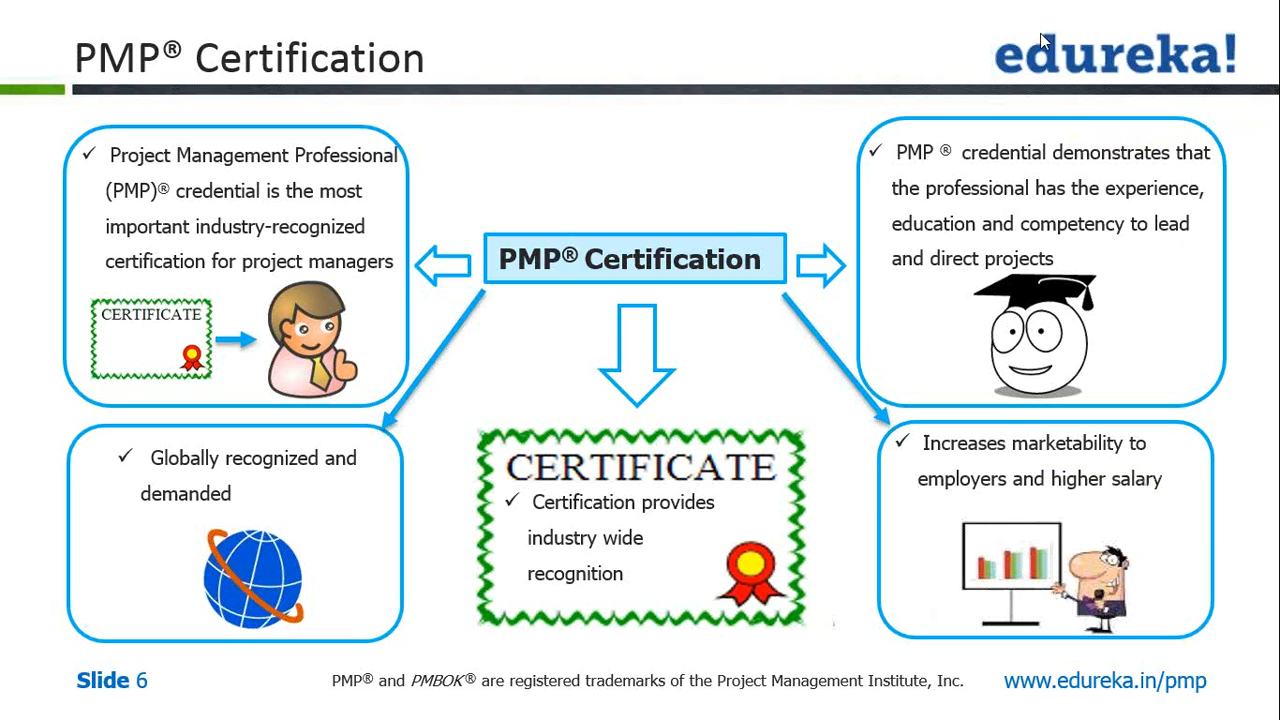 PMP® Certification
edureka!
✓ Project Management Professional
(PMP)® credential is the most
important industry-recognized
certification for project managers
CERTIFICATE
✓ PMP ® credential demonstrates that
the professional has the experience,
education and competency to lead
and direct projects
PMP® Certification
✓ Globally recognized and
demanded
CERTIFICATE
✓ Certification provides
industry wide
recognition
✓ Increases marketability to
employers and higher salary
Slide 6
PMP® and PMBOK® are registered trademarks of the Project Management Institute, Inc.
www.edureka.in/pmp